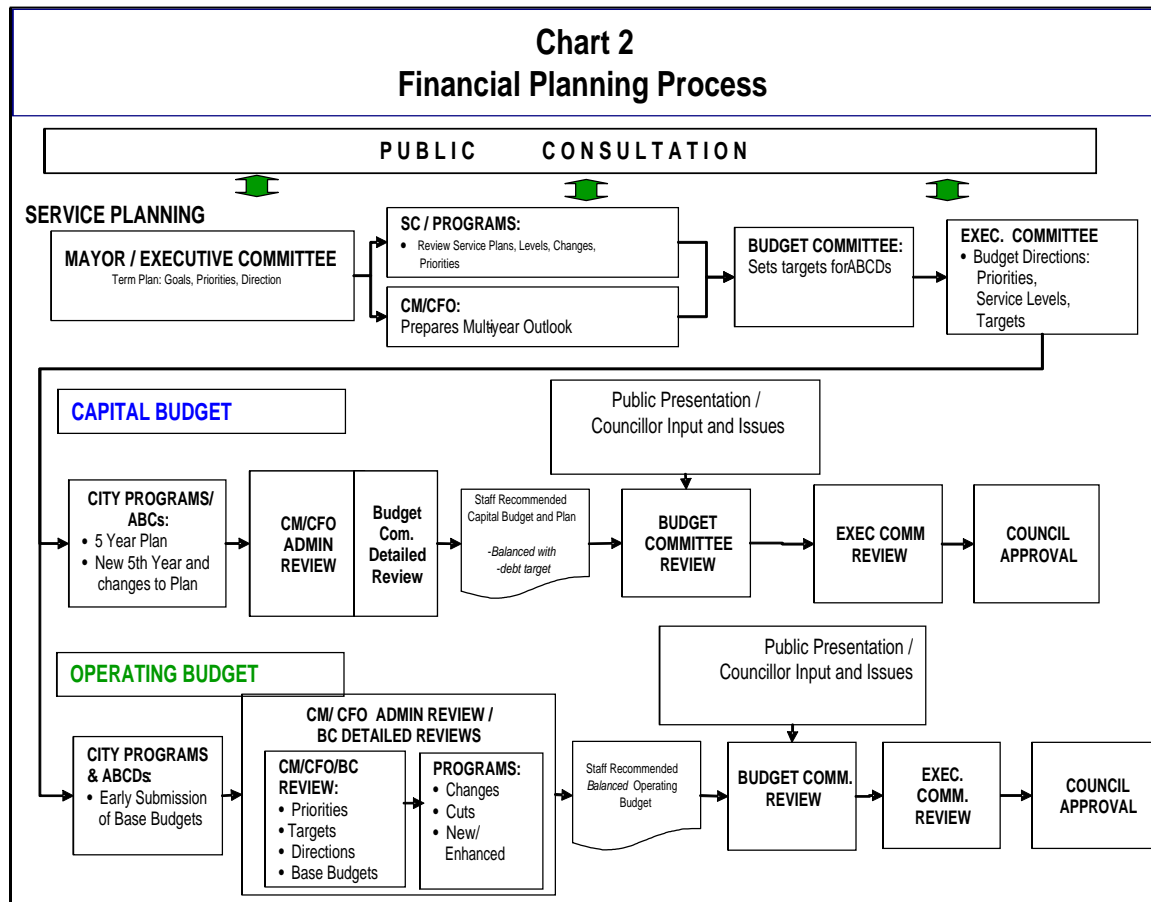 Chart 2
Financial Planning Process
PUBLIC CONSULTATION
SERVICE PLANNING
MAYOR / EXECUTIVE COMMITTEE
Term Plan: Goals, Priorities, Direction
SC / PROGRAMS:
• Review Service Plans, Levels, Changes,
Priorities
CM/CFO:
Prepares Multi-year Outlook
BUDGET COMMITTEE:
Sets targets forABCDs
EXEC. COMMITTEE
• Budget Directions:
Priorities,
Service Levels,
Targets
CAPITAL BUDGET
Public Presentation /
Councillor Input and Issues
CITY PROGRAMS/
ABCs:
• 5 Year Plan
• New 5th Year and
changes to Plan
CM/CFO
ADMIN
REVIEW
Budget
Com.
Detailed
Review
Staff Recommended
Capital Budget and Plan
-Balanced with
-debt target
BUDGET
COMMITTEE
REVIEW
EXEC COMM
REVIEW
COUNCIL
APPROVAL
OPERATING BUDGET
Public Presentation /
Councillor Input and Issues
CITY PROGRAMS
& ABCDs:
• Early Submission
of Base Budgets
CM/ CFO ADMIN REVIEW /
BC DETAILED REVIEWS
CM/CFO/BC
REVIEW:
• Priorities
• Targets
• Directions
• Base Budgets
PROGRAMS:
• Changes
• Cuts
• New/
Enhanced
Staff Recommended
Balanced Operating
Budget
BUDGET COMM.
REVIEW
EXEC.
COMM.
REVIEW
COUNCIL
APPROVAL